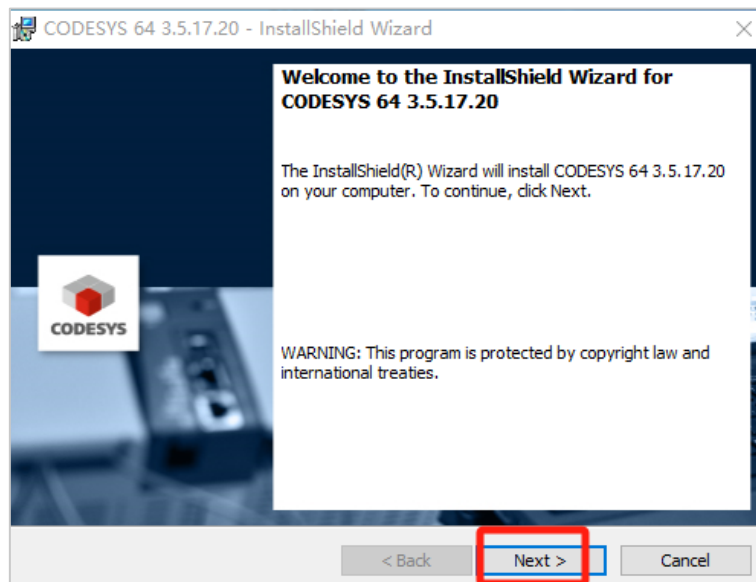 CODESYS 64 3.5.17.20 - InstallShield Wizard
Welcome to the InstallShield Wizard for
CODESYS 64 3.5.17.20
The InstallShield(R) Wizard will install CODESYS 64 3.5.17.20
on your computer. To continue, click Next.
CODESYS
WARNING: This program is protected by copyright law and
international treaties.
< Back
Next >
Cancel